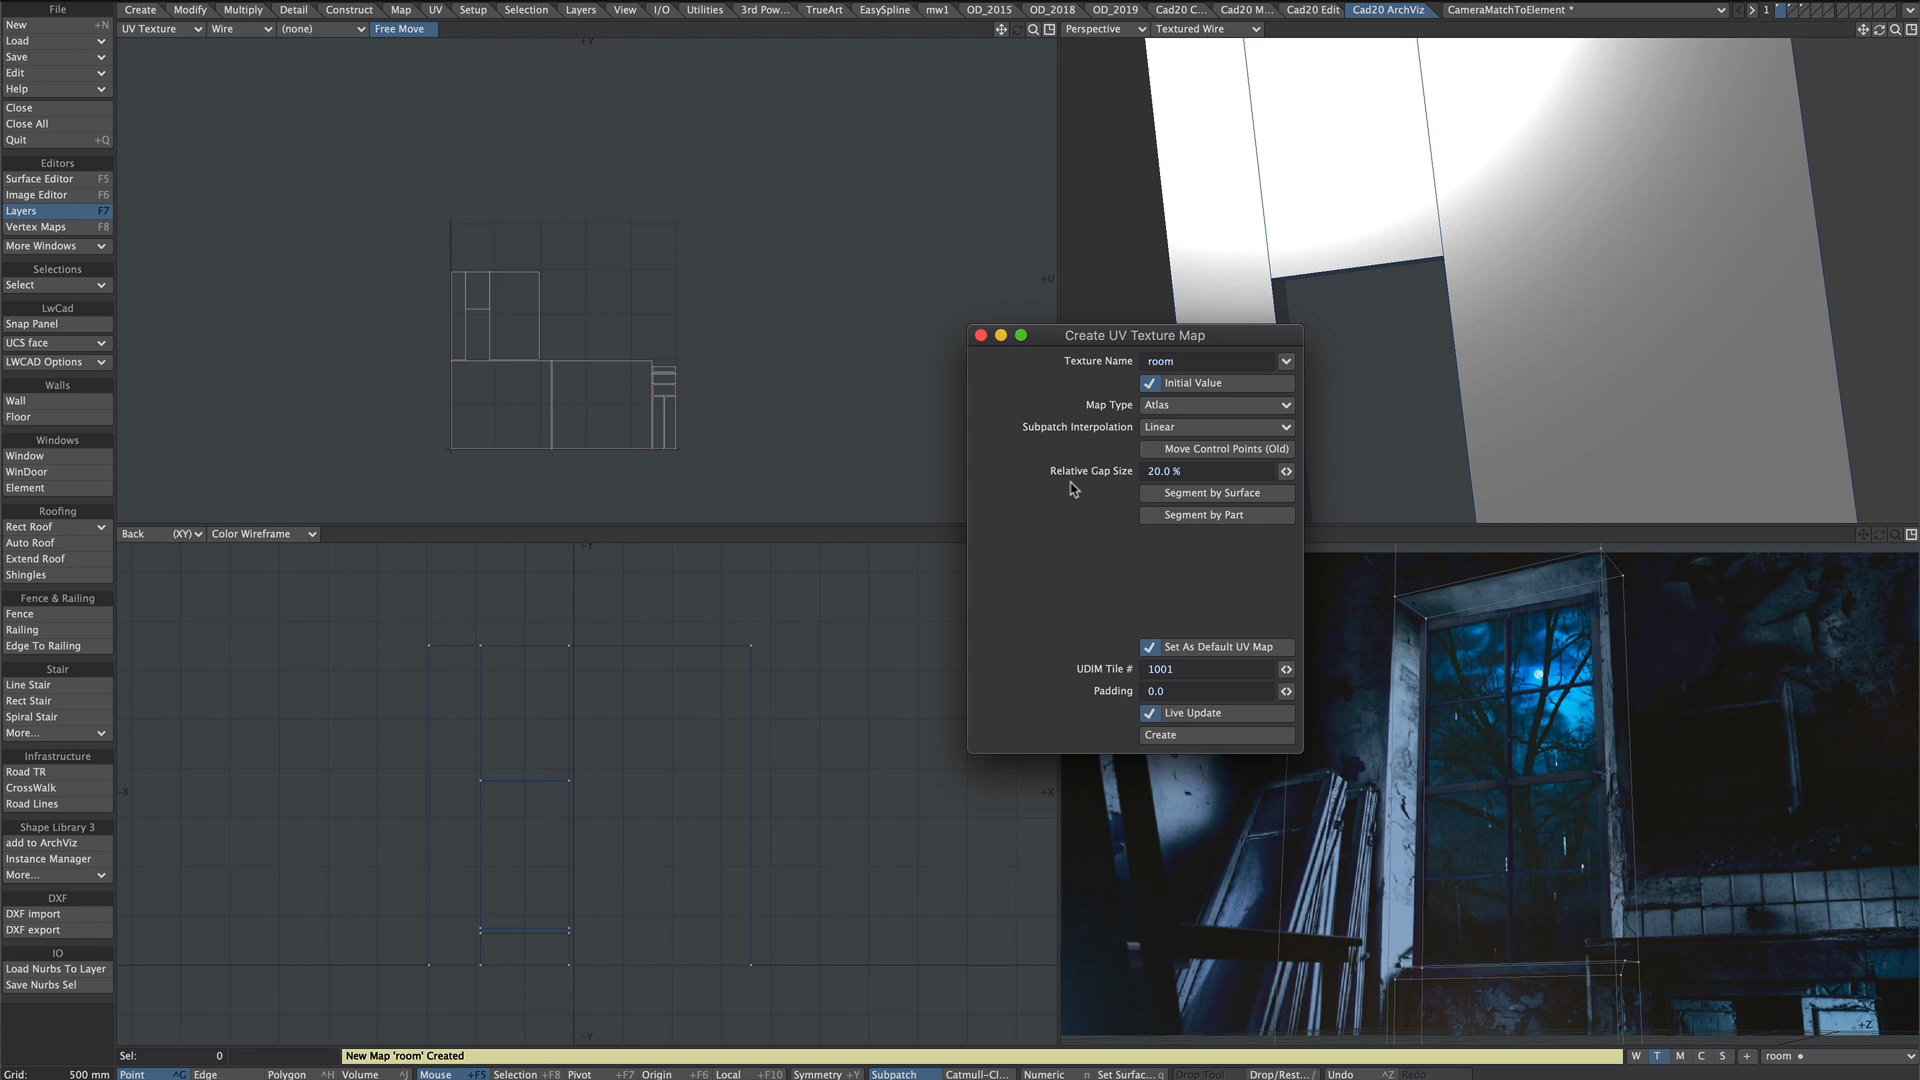 File
Create
Modify
Multiply
Detail
Construct
Map
UV
Setup
Selection
Layers
View
I/O
Utilities
3rd Pow...
TrueArt
EasySpline
mw1
OD_2015
OD_2018
OD_2019
Cad20 C...
Cad20 M...
Cad20 Edit
Cad20 ArchViz
CameraMatchToElement *
1
New +N
Load
Save
Edit
Help
Close
Close All
Quit +Q
Editors
Surface Editor F5
Image Editor F6
Layers F7
Vertex Maps F8
More Windows
Selections
Select
LwCad
Snap Panel
UCS face
LWCAD Options
Walls
Wall
Floor
Windows
Window
WinDoor
Element
Roofing
Rect Roof
Auto Roof
Extend Roof
Shingles
Fence & Railing
Fence
Railing
Edge To Railing
Stair
Line Stair
Rect Stair
Spiral Stair
More...
Infrastructure
Road TR
CrossWalk
Road Lines
Shape Library 3
add to ArchViz
Instance Manager
More...
DXF
DXF import
DXF export
IO
Load Nurbs To Layer
Save Nurbs Sel
UV Texture
Wire
(none)
Free Move
+V
+U
Perspective
Textured Wire
Back (XY)
Color Wireframe
+Y
-X
+X
-Y
+Z
Create UV Texture Map
Texture Name room
Initial Value
Map Type Atlas
Subpatch Interpolation Linear
Move Control Points (Old)
Relative Gap Size 20.0 %
Segment by Surface
Segment by Part
Set As Default UV Map
UDIM Tile # 1001
Padding 0.0
Live Update
Create
Sel: 0
New Map 'room' Created
W T M C S + room
Grid: 500 mm
Point ^G
Edge
Polygon ^H
Volume ^J
Mouse +F5
Selection +F8
Pivot +F7
Origin +F6
Local +F10
Symmetry +Y
Subpatch
Catmull-Cl...
Numeric n
Set Surfac... q
Drop Tool
Drop/Rest... /
Undo ^Z
Redo